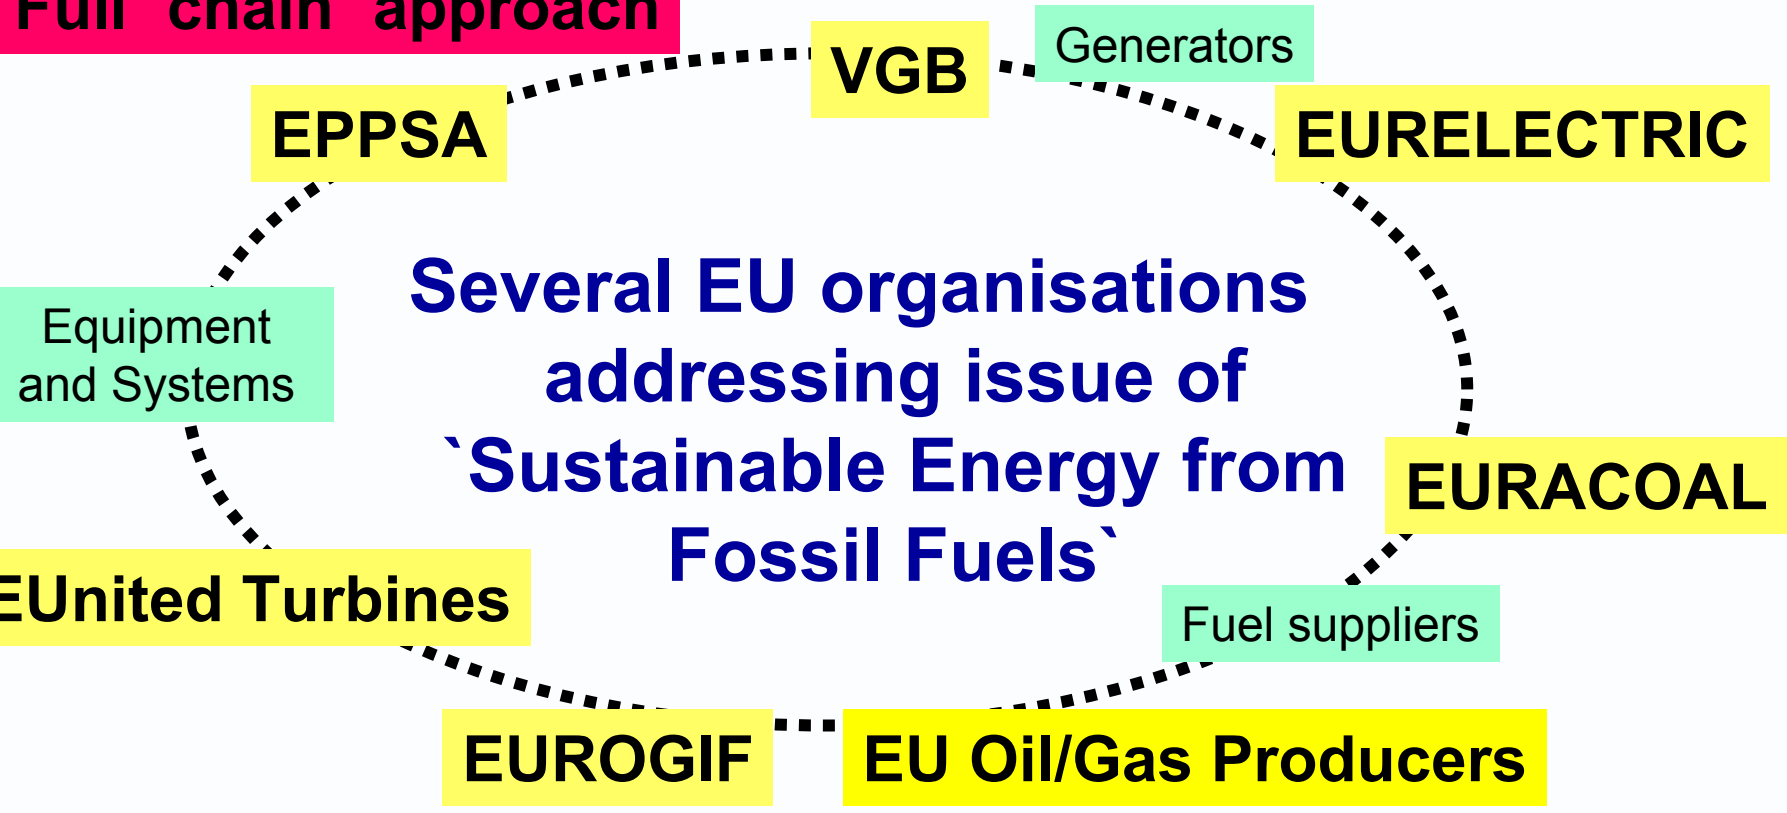 Full chain approach
Generators
VGB
EPPSA
EURELECTRIC
Several EU organisations
addressing issue of
`Sustainable Energy from
Fossil Fuels`
Equipment
and Systems
EURACOAL
EUnited Turbines
Fuel suppliers
EUROGIF
EU Oil/Gas Producers